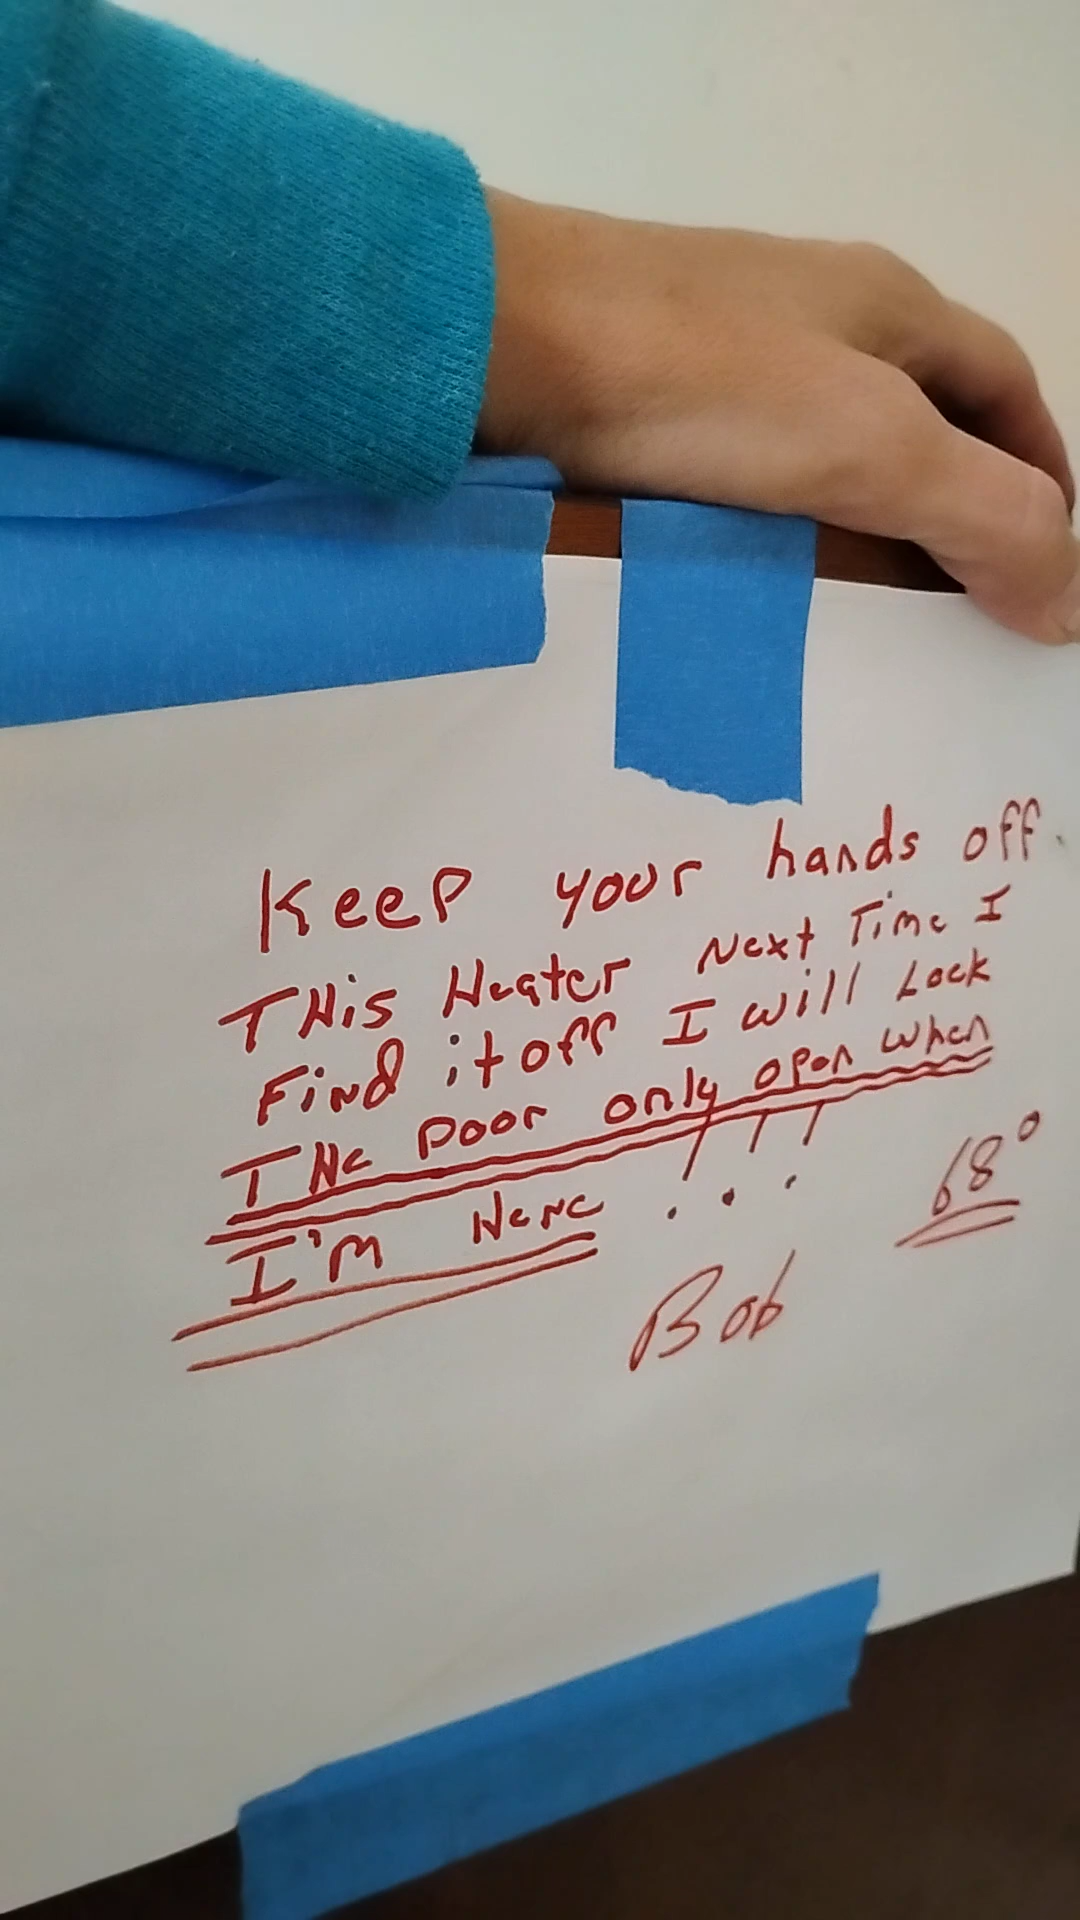 Keep your hands off.
THis Heater Next Time I
Find it off I will Lock
THe Door only open when
I'm Here !!!
68°
Bob